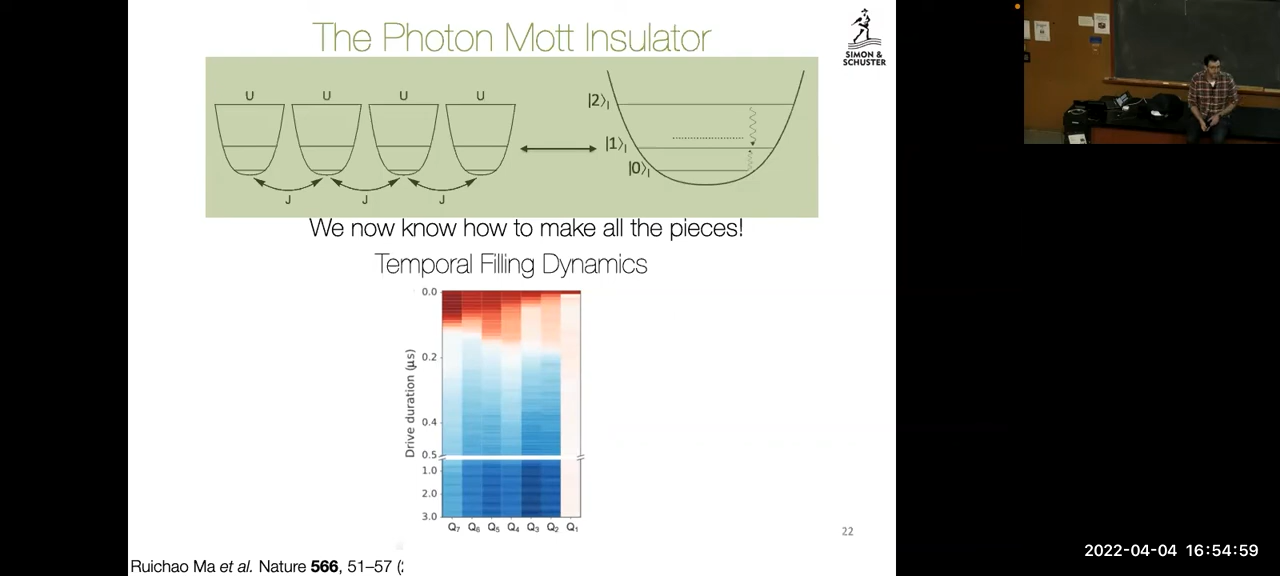 The Photon Mott Insulator
SIMON &
SCHUSTER
U U U U
|2⟩ₗ
|1⟩ₗ
|0⟩ₗ
J J J
We now know how to make all the pieces!
Temporal Filling Dynamics
Drive duration (μs)
0.0
0.2
0.4
0.5
1.0
2.0
3.0
Q₇ Q₆ Q₅ Q₄ Q₃ Q₂ Q₁
22
Ruichao Ma et al. Nature 566, 51–57 (
2022-04-04 16:54:59